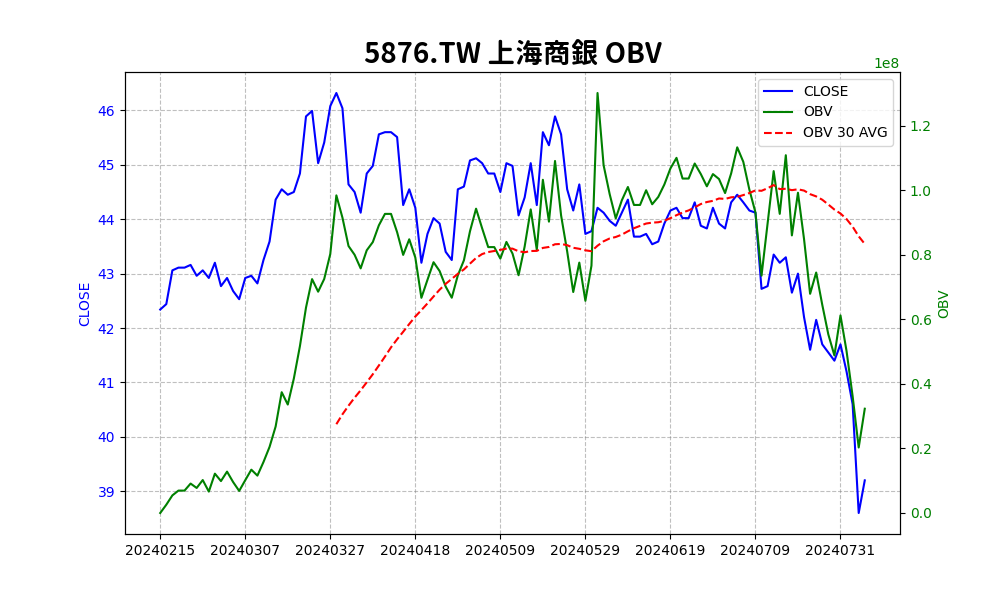 5876.TW 上海商銀 OBV
1e8
CLOSE
OBV
OBV 30 AVG
46
45
44
43
42
41
40
39
CLOSE
1.2
1.0
0.8
0.6
0.4
0.2
0.0
OBV
20240215 20240307 20240327 20240418 20240509 20240529 20240619 20240709 20240731